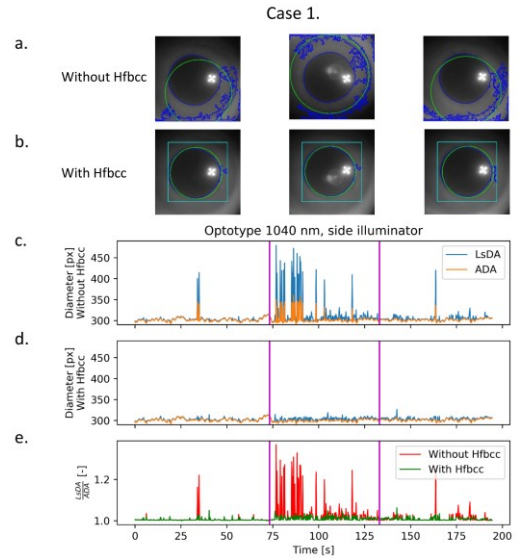 Case 1.
a.
Without Hfbcc
b.
With Hfbcc
Optotype 1040 nm, side illuminator
c.
Diameter [px]
Without Hfbcc
450
400
350
300
LsDA
ADA
d.
Diameter [px]
With Hfbcc
450
400
350
300
e.
LsDA
ADA
[-]
1.2
1.0
Without Hfbcc
With Hfbcc
0 25 50 75 100 125 150 175 200
Time [s]